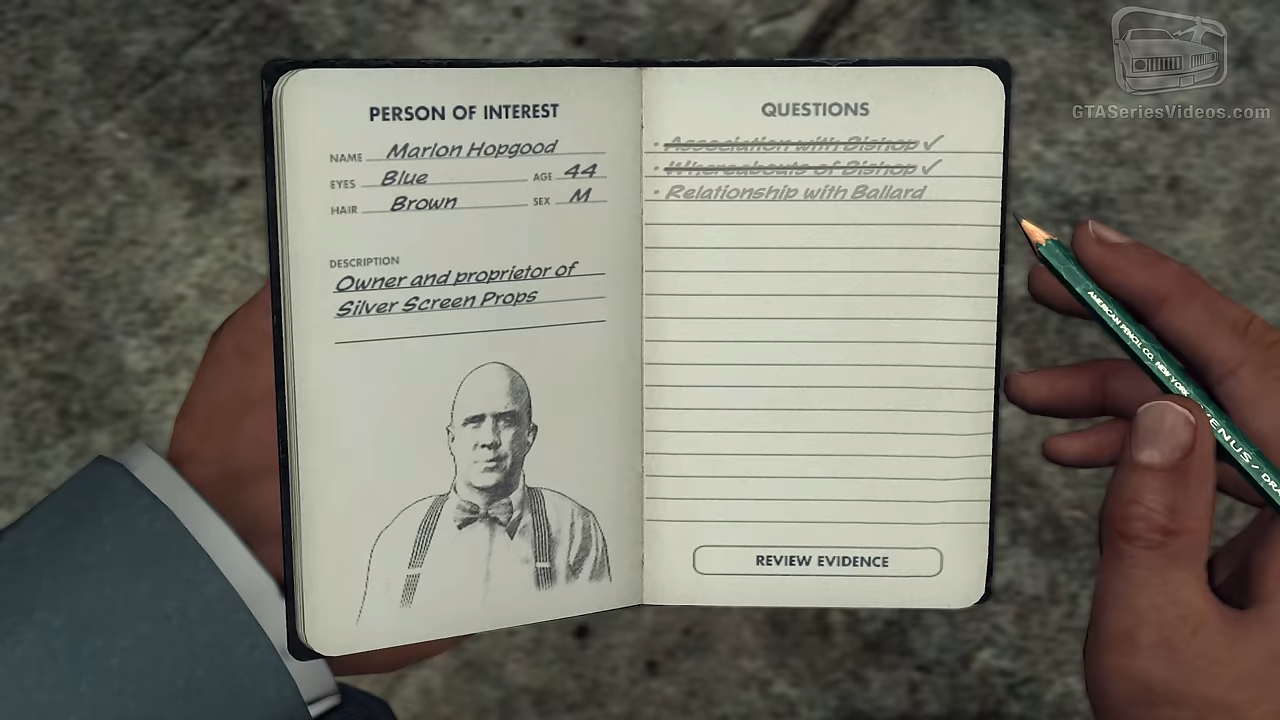 GTASeriesVideos.com
PERSON OF INTEREST
NAME Marlon Hopgood
EYES Blue AGE 44
HAIR Brown SEX M
DESCRIPTION
Owner and proprietor of
Silver Screen Props
QUESTIONS
· Association with Bishop ✓
· Whereabouts of Bishop ✓
· Relationship with Ballard
REVIEW EVIDENCE
AMERICAN PENCIL CO. NEW YORK
VENUS / DRA